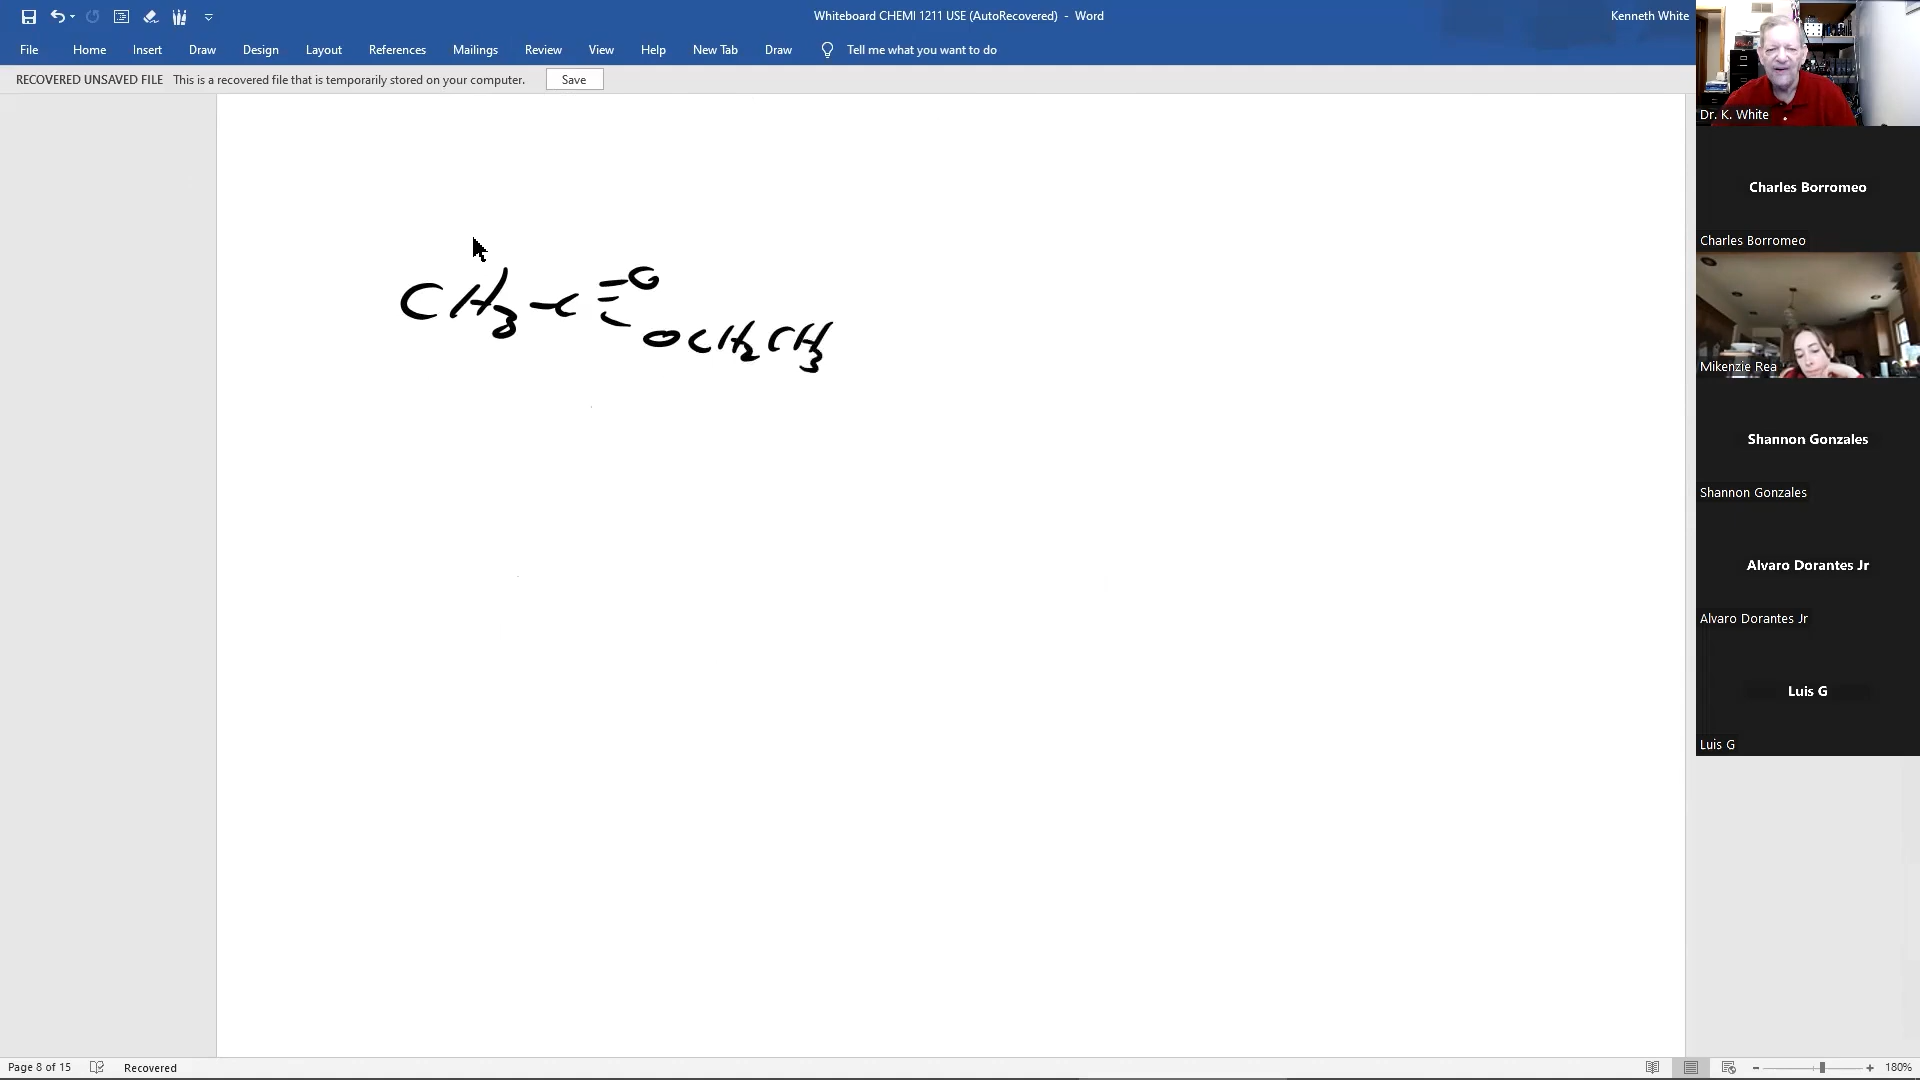 Whiteboard CHEMI 1211 USE (AutoRecovered) - Word
Kenneth White
File Home Insert Draw Design Layout References Mailings Review View Help New Tab Draw Tell me what you want to do
RECOVERED UNSAVED FILE This is a recovered file that is temporarily stored on your computer. Save
Dr. K. White
Charles Borromeo
Charles Borromeo
Mikenzie Rea
Shannon Gonzales
Shannon Gonzales
Alvaro Dorantes Jr
Alvaro Dorantes Jr
Luis G
Luis G
O
CH3-C
OCH2CH3
Page 8 of 15 Recovered 180%